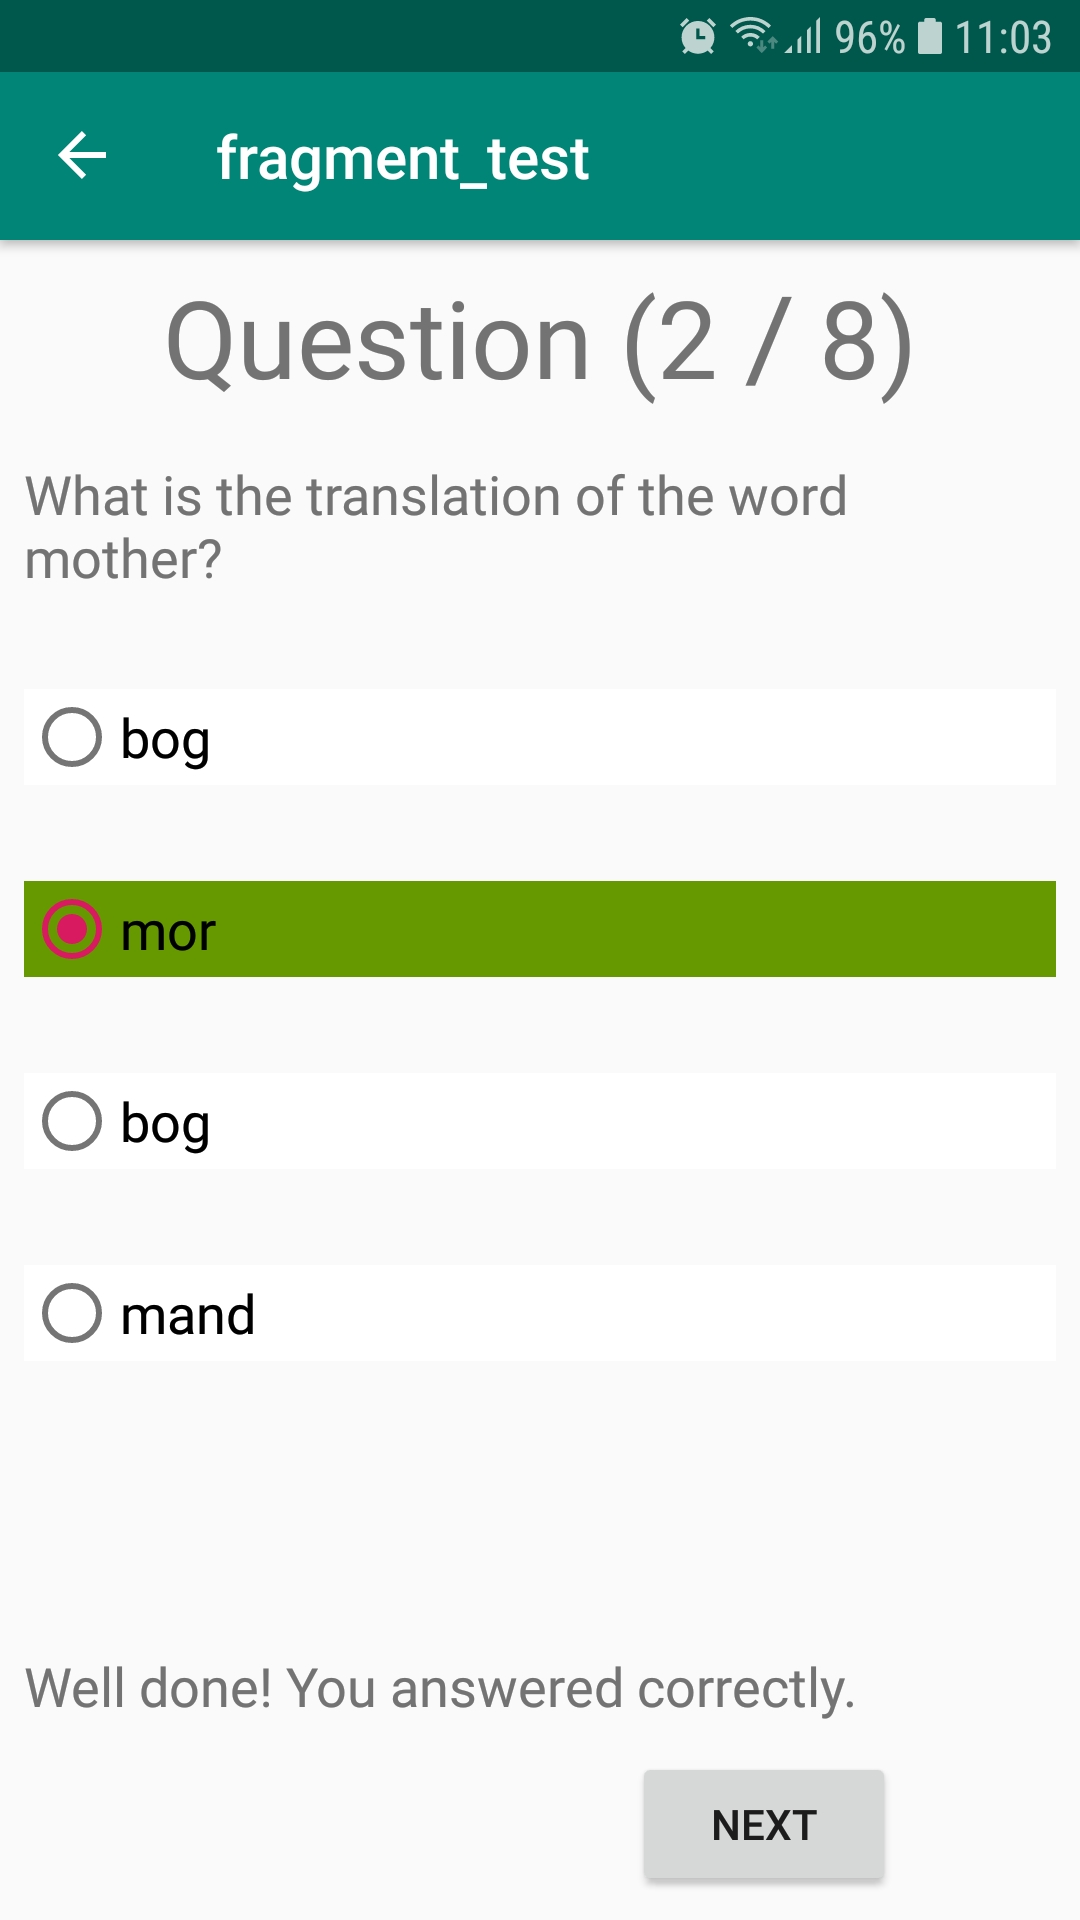 96% 11:03
fragment_test
Question (2 / 8)
What is the translation of the word
mother?
bog
mor
bog
mand
Well done! You answered correctly.
NEXT